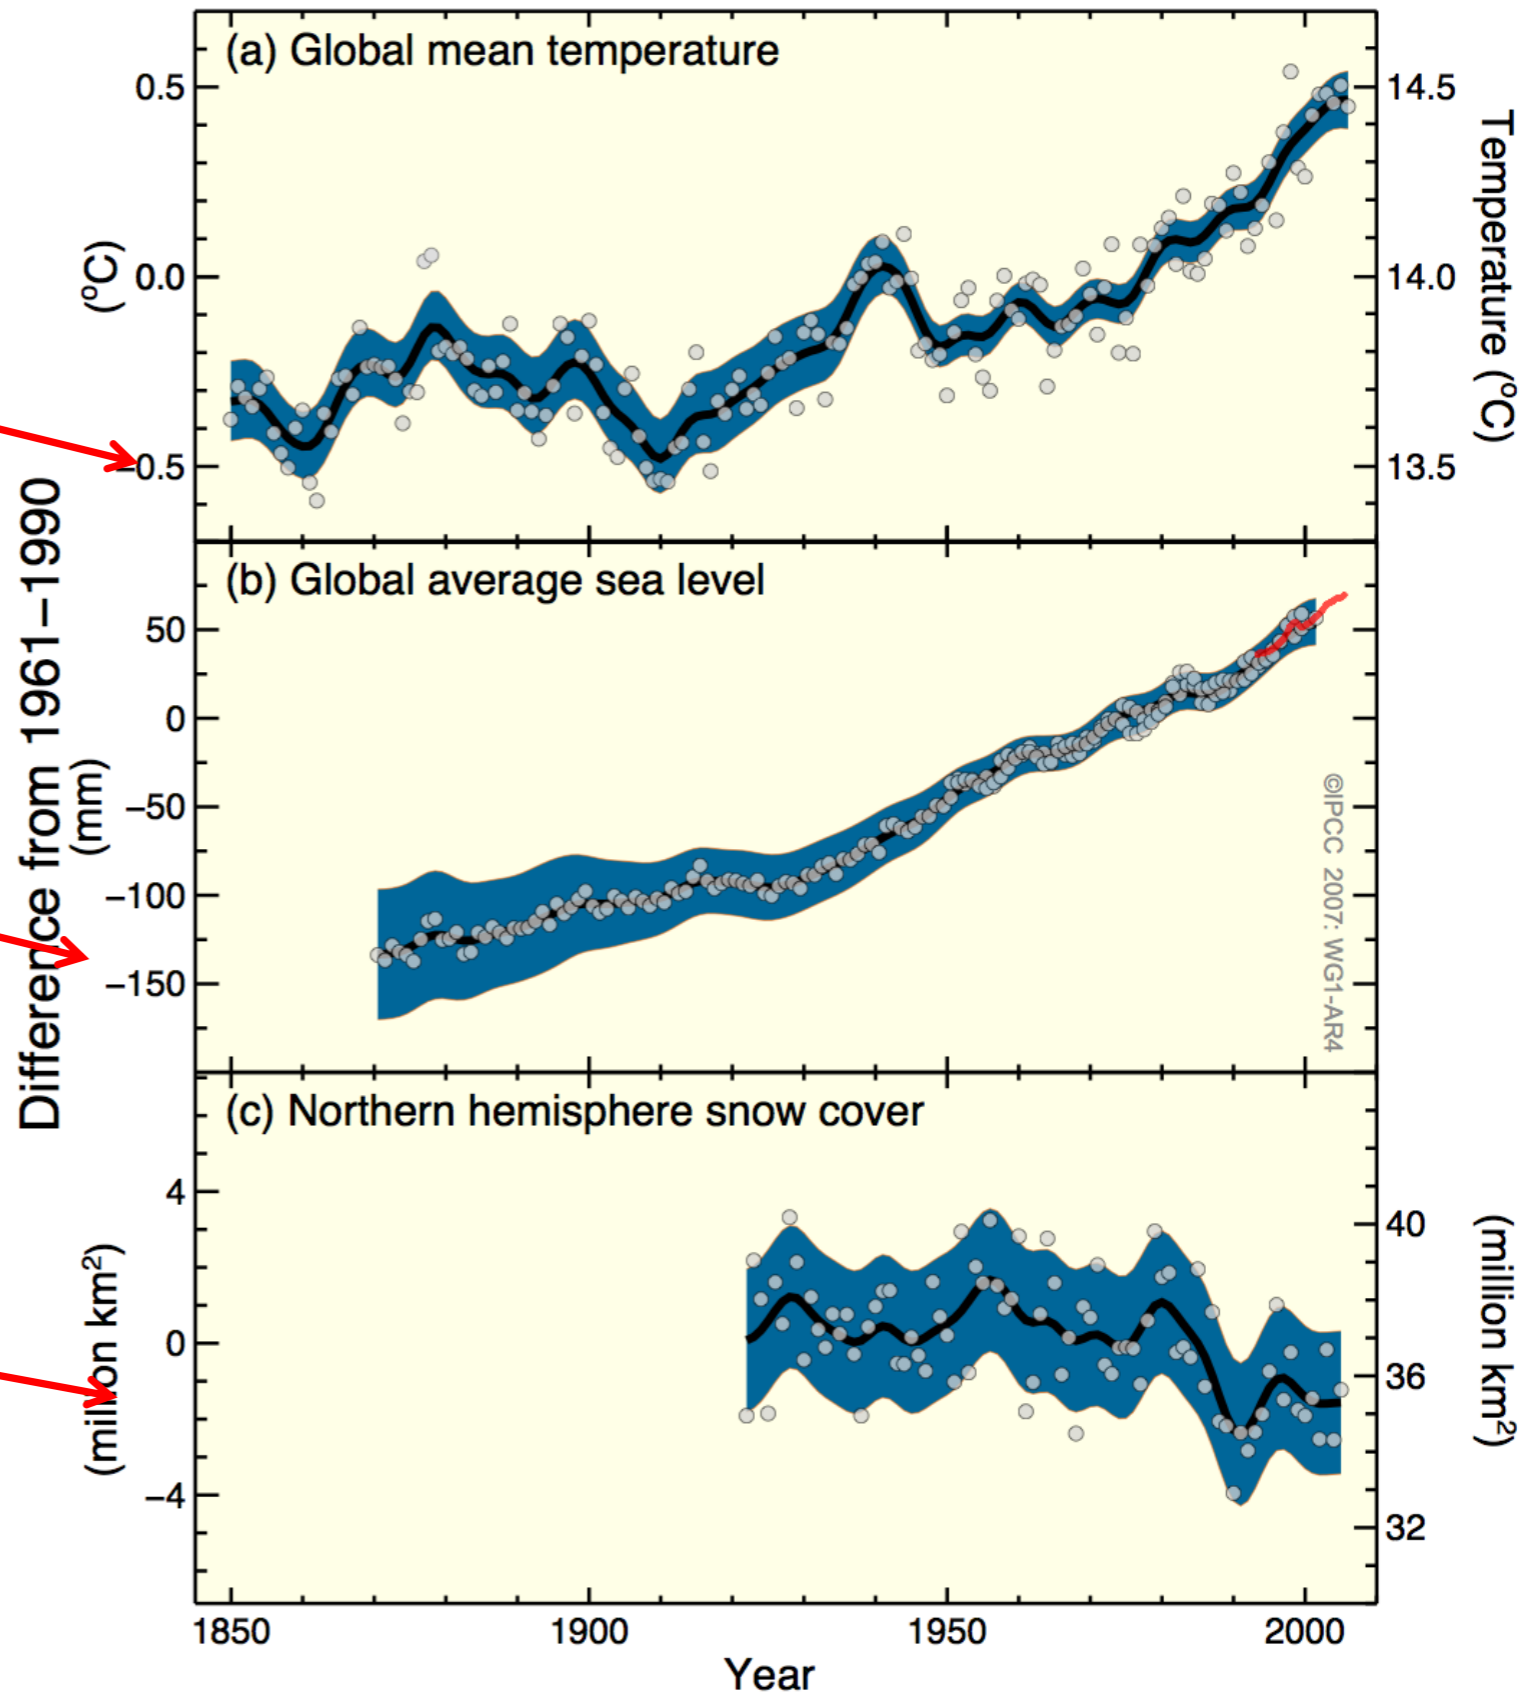 (a) Global mean temperature
0.5
0.0
−0.5
(°C)
14.5
14.0
13.5
Temperature (°C)
Difference from 1961−1990
(b) Global average sea level
50
0
−50
−100
−150
(mm)
©IPCC 2007: WG1-AR4
(c) Northern hemisphere snow cover
4
0
−4
(million km²)
40
36
32
(million km²)
1850
1900
1950
2000
Year